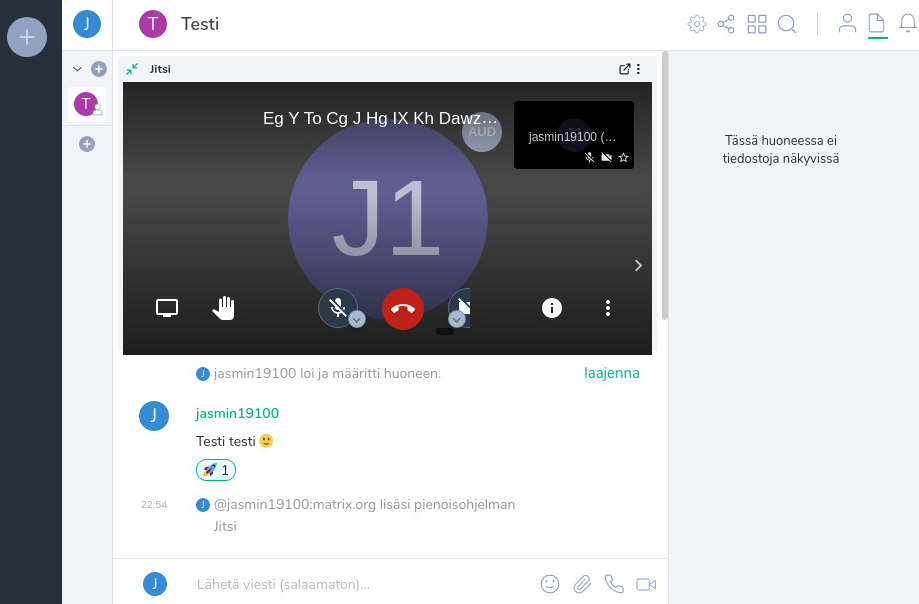 J
T
Testi
Jitsi
T
Eg Y To Cg J Hg IX Kh Dawz...
AUD
jasmin19100 (...
J1
Tässä huoneessa ei
tiedostoja näkyvissä
J jasmin19100 loi ja määritti huoneen.
laajenna
J
jasmin19100
Testi testi 🙂
🚀 1
22:54
J @jasmin19100:matrix.org lisäsi pienoisohjelman
Jitsi
J
Lähetä viesti (salaamaton)...